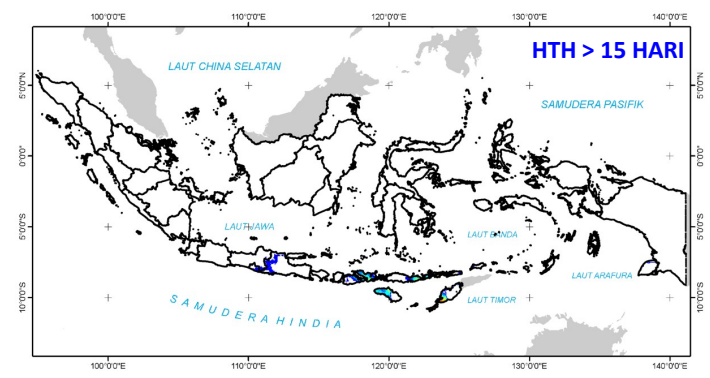 100°0'0"E 110°0'0"E 120°0'0"E 130°0'0"E 140°0'0"E
HTH > 15 HARI
LAUT CHINA SELATAN
5°0'0"N 5°0'0"N
SAMUDERA PASIFIK
0°0'0" 0°0'0"
5°0'0"S 5°0'0"S
LAUT JAWA
LAUT BANDA
LAUT ARAFURA
10°0'0"S 10°0'0"S
SAMUDERA HINDIA
LAUT TIMOR
100°0'0"E 110°0'0"E 120°0'0"E 130°0'0"E 140°0'0"E